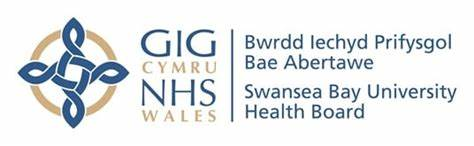 GIG
CYMRU
NHS
WALES
Bwrdd Iechyd Prifysgol
Bae Abertawe
Swansea Bay University
Health Board